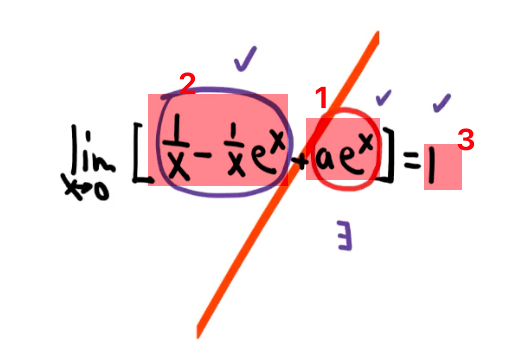 2 ✓
1 ✓ ✓
lim x→0 [ 1/x − 1/x e^x + ae^x ] = 1 3
∃